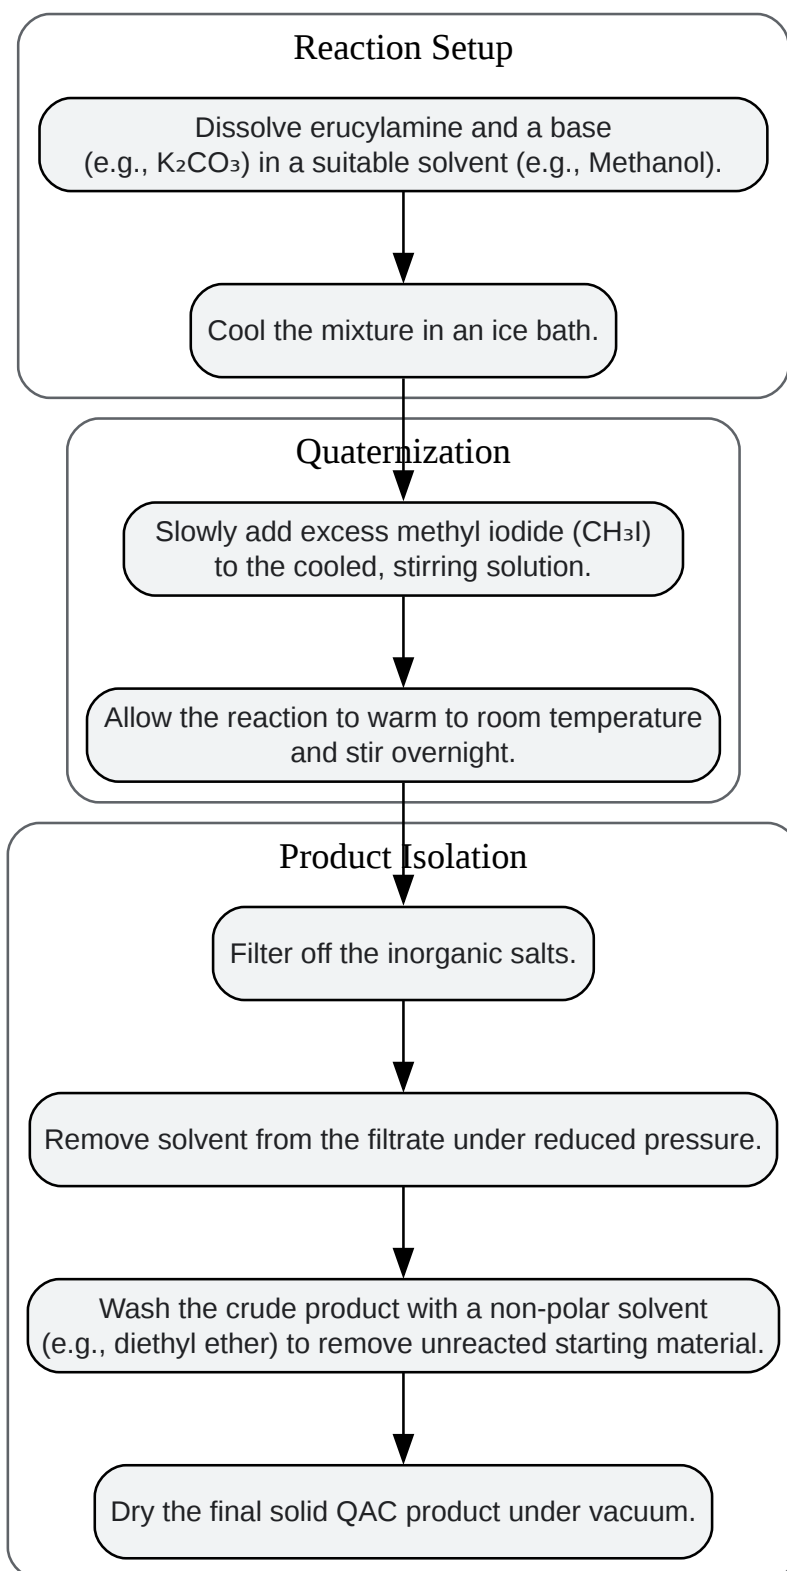 Reaction Setup
Dissolve erucylamine and a base
(e.g., K₂CO₃) in a suitable solvent (e.g., Methanol).
Cool the mixture in an ice bath.
Quaternization
Slowly add excess methyl iodide (CH₃I)
to the cooled, stirring solution.
Allow the reaction to warm to room temperature
and stir overnight.
Product Isolation
Filter off the inorganic salts.
Remove solvent from the filtrate under reduced pressure.
Wash the crude product with a non-polar solvent
(e.g., diethyl ether) to remove unreacted starting material.
Dry the final solid QAC product under vacuum.